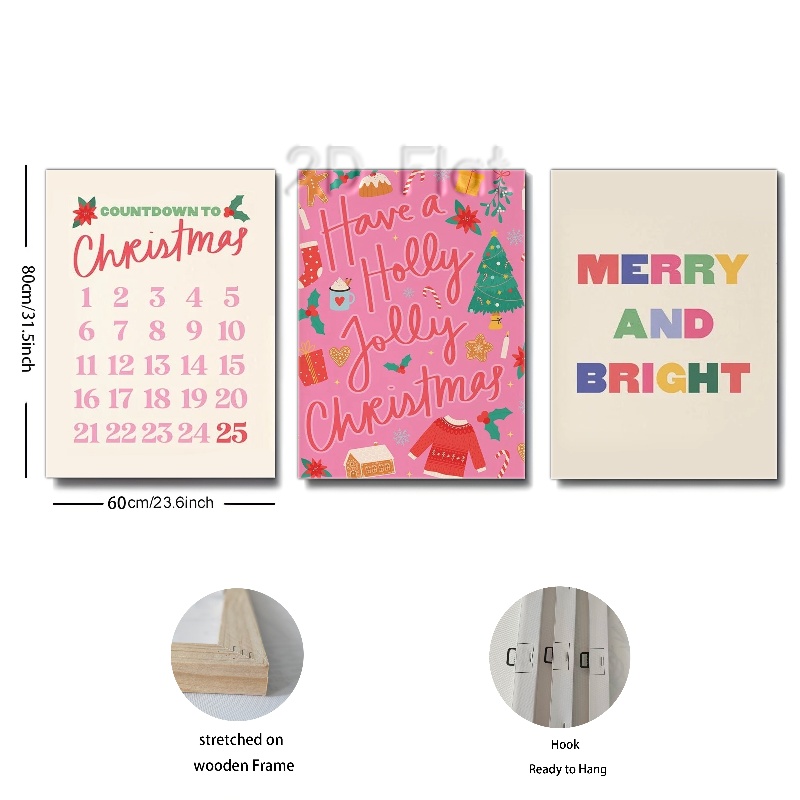 2D Flat
80cm/31.5inch
COUNTDOWN TO
Christmas
1 2 3 4 5
6 7 8 9 10
11 12 13 14 15
16 17 18 19 20
21 22 23 24 25
60cm/23.6inch
Have a
Holly
Jolly
Christmas
MERRY
AND
BRIGHT
stretched on
wooden Frame
Hook
Ready to Hang